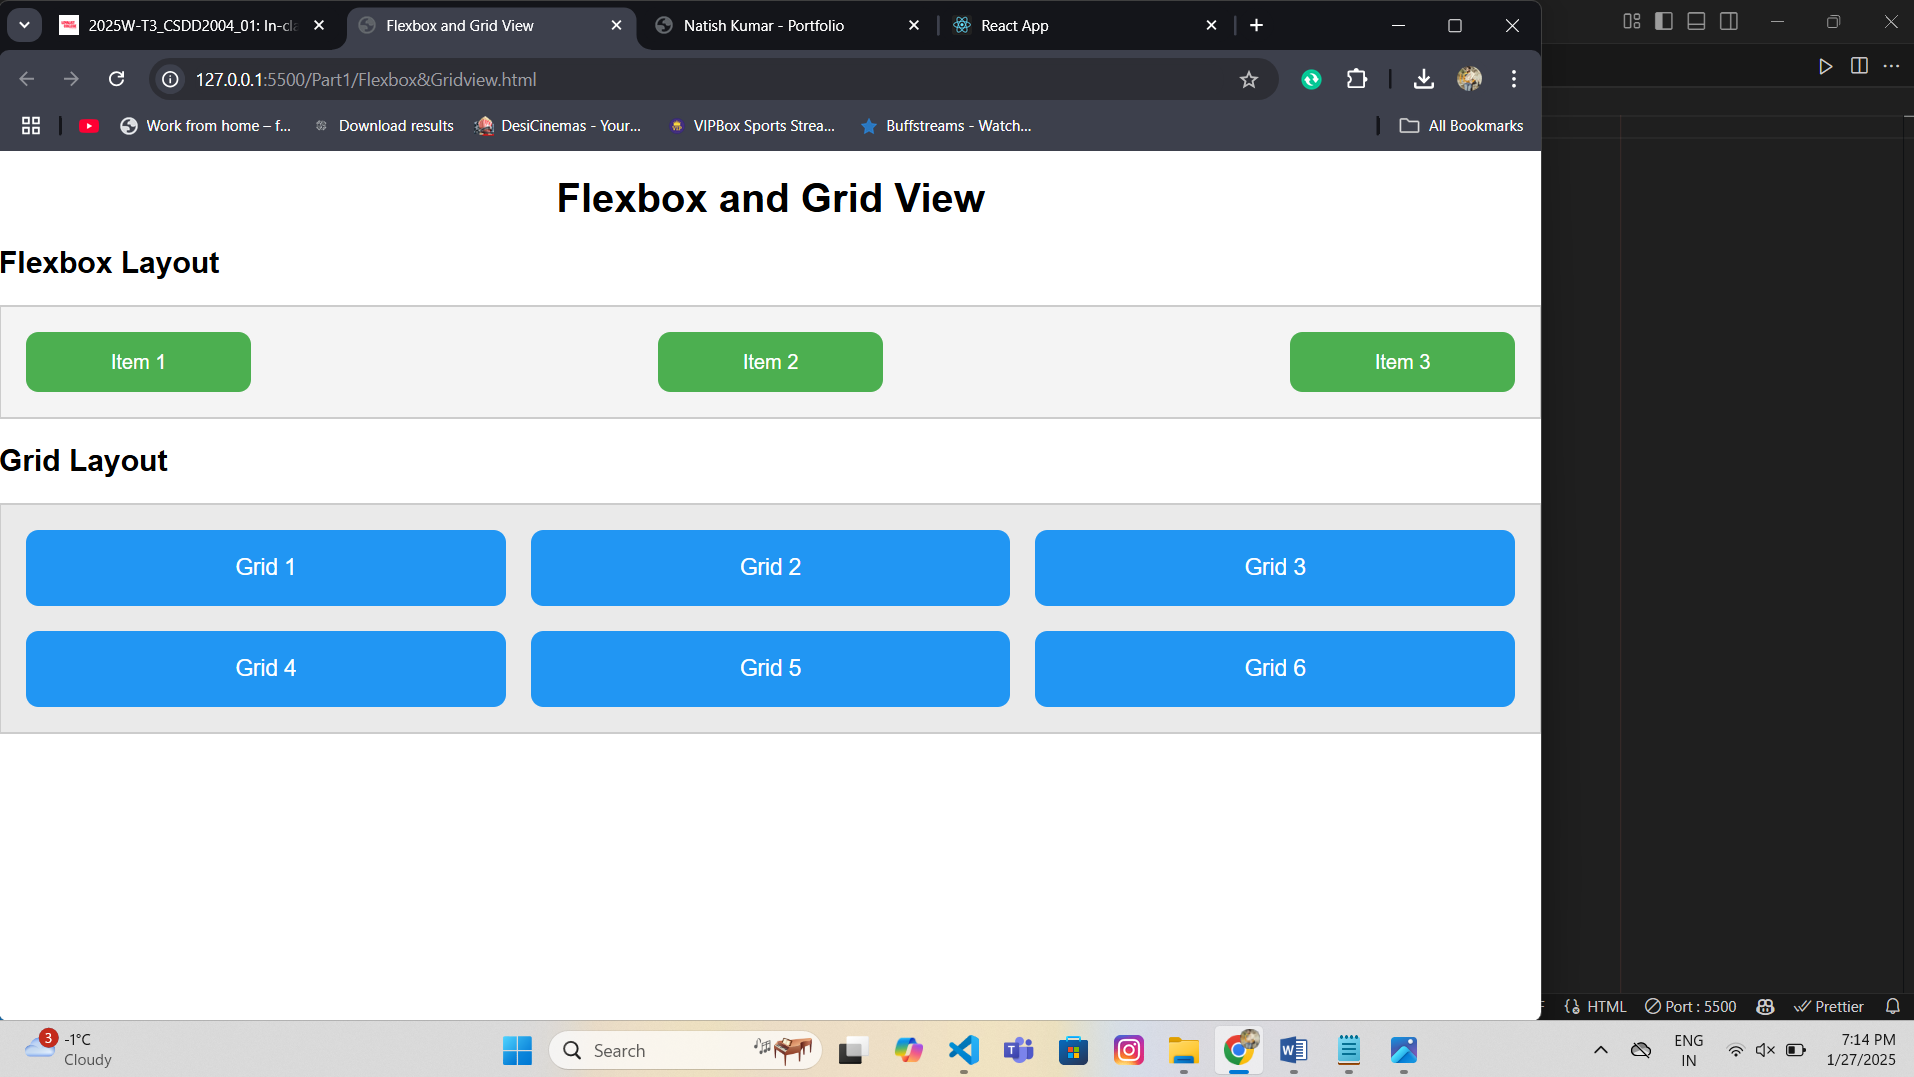 2025W-T3_CSDD2004_01: In-cla
Flexbox and Grid View
Natish Kumar - Portfolio
React App
127.0.0.1:5500/Part1/Flexbox&Gridview.html
Work from home – f...
Download results
DesiCinemas - Your...
VIPBox Sports Strea...
Buffstreams - Watch...
All Bookmarks
Flexbox and Grid View
Flexbox Layout
Item 1
Item 2
Item 3
Grid Layout
Grid 1
Grid 2
Grid 3
Grid 4
Grid 5
Grid 6
HTML
Port : 5500
Prettier
3
-1°C
Cloudy
Search
ENG
IN
7:14 PM
1/27/2025